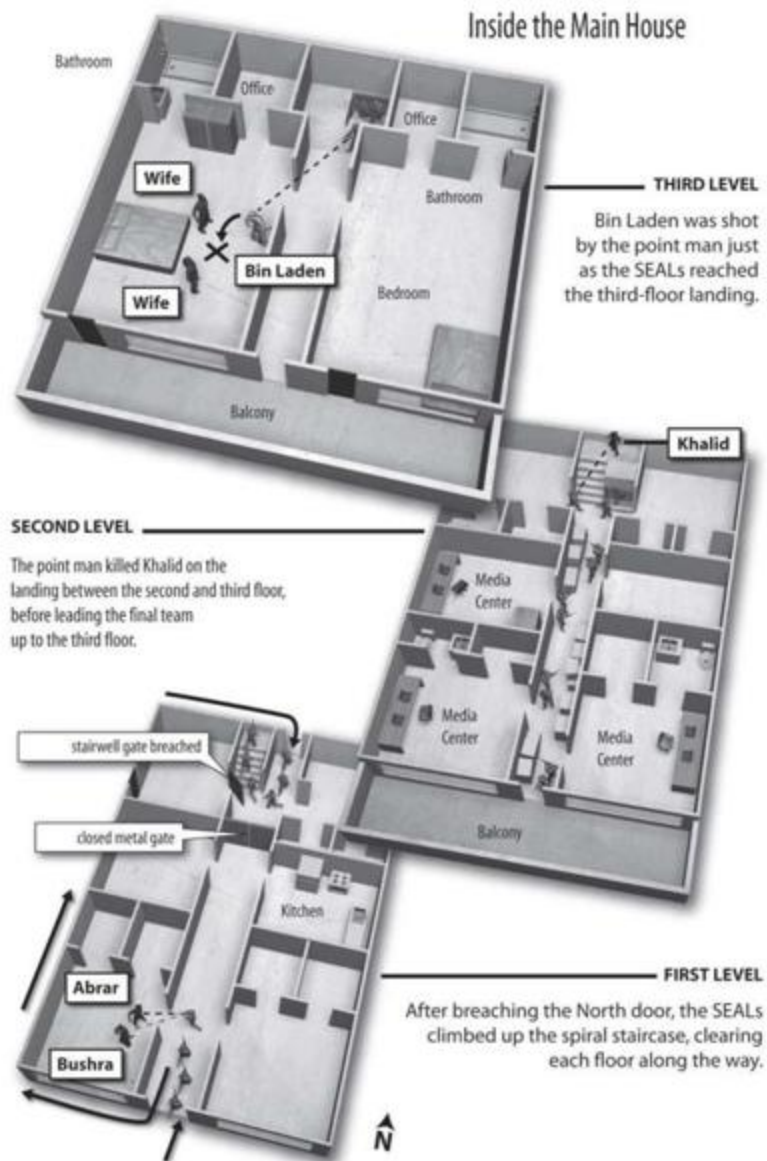 Inside the Main House
Bathroom
Office
Office
Wife
Bathroom
Bin Laden
Wife
Bedroom
Balcony
THIRD LEVEL
Bin Laden was shot
by the point man just
as the SEALs reached
the third-floor landing.
Khalid
SECOND LEVEL
The point man killed Khalid on the
landing between the second and third floor,
before leading the final team
up to the third floor.
Media
Center
Media
Center
Media
Center
Balcony
stairwell gate breached
closed metal gate
Kitchen
Abrar
Bushra
FIRST LEVEL
After breaching the North door, the SEALs
climbed up the spiral staircase, clearing
each floor along the way.
N